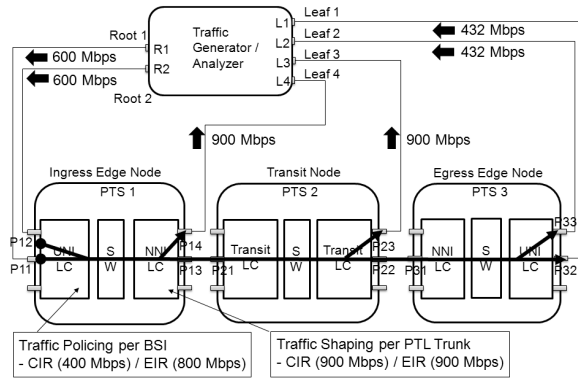 Traffic
Generator /
Analyzer
R1
R2
L1
L2
L3
L4
Root 1
Root 2
Leaf 1
Leaf 2
Leaf 3
Leaf 4
600 Mbps
600 Mbps
432 Mbps
432 Mbps
900 Mbps
900 Mbps
Ingress Edge Node
PTS 1
Transit Node
PTS 2
Egress Edge Node
PTS 3
P12
P11
UNI
LC
S
W
NNI
LC
P14
P13
P21
Transit
LC
S
W
Transit
LC
P23
P22
P31
NNI
LC
S
W
UNI
LC
P33
P32
Traffic Policing per BSI
- CIR (400 Mbps) / EIR (800 Mbps)
Traffic Shaping per PTL Trunk
- CIR (900 Mbps) / EIR (900 Mbps)